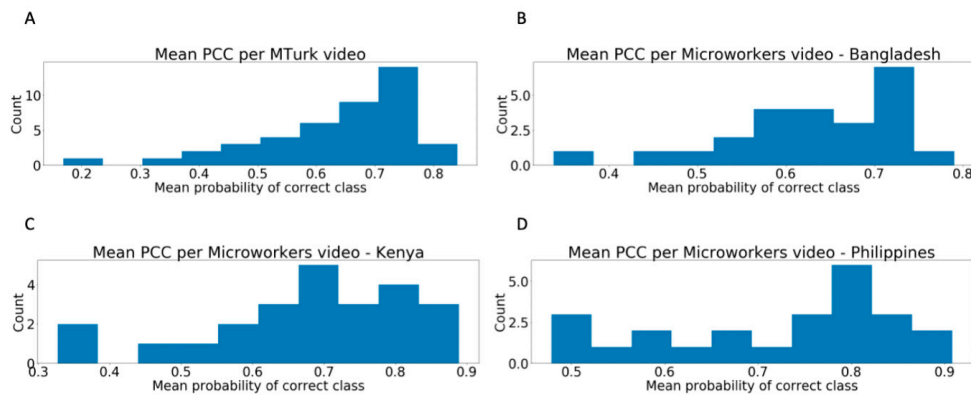 A
B
Mean PCC per MTurk video
Mean PCC per Microworkers video - Bangladesh
Count
10
5
0
0.2 0.3 0.4 0.5 0.6 0.7 0.8
Mean probability of correct class
Count
5.0
2.5
0.0
0.4 0.5 0.6 0.7 0.8
Mean probability of correct class
C
D
Mean PCC per Microworkers video - Kenya
Mean PCC per Microworkers video - Philippines
Count
4
2
0
0.3 0.4 0.5 0.6 0.7 0.8 0.9
Mean probability of correct class
Count
5.0
2.5
0.0
0.5 0.6 0.7 0.8 0.9
Mean probability of correct class